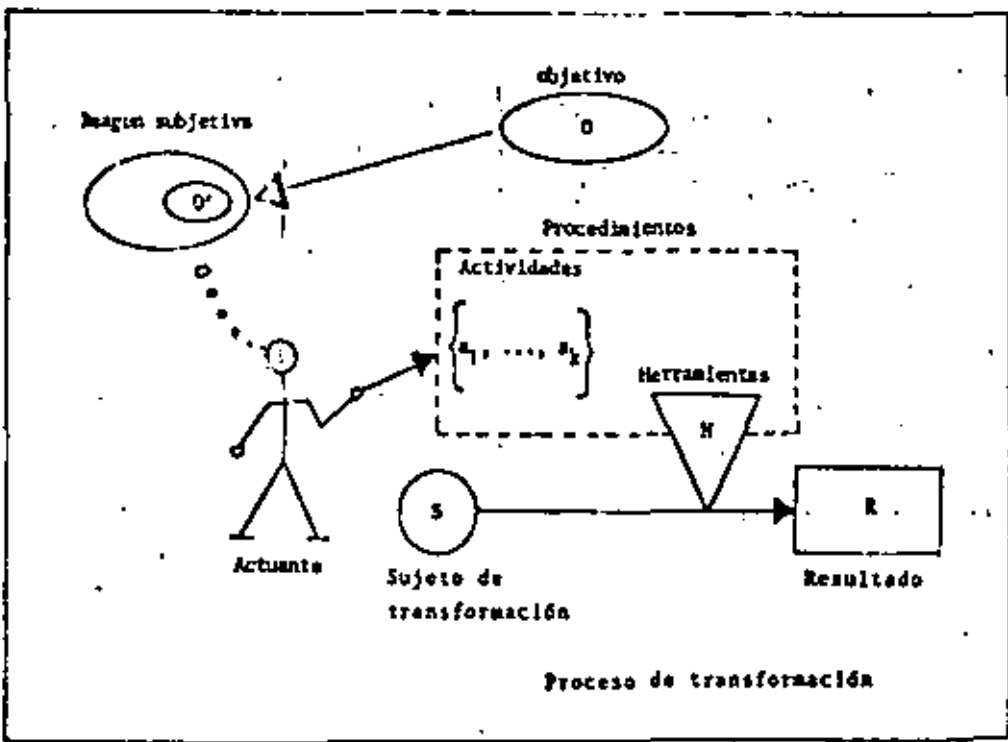 objetivo
O
Imagen subjetiva
O'
Procedimientos
Actividades
{a₁, ..., aₖ}
Herramientas
H
S
R
Actuante
Sujeto de
transformación
Resultado
Proceso de transformación